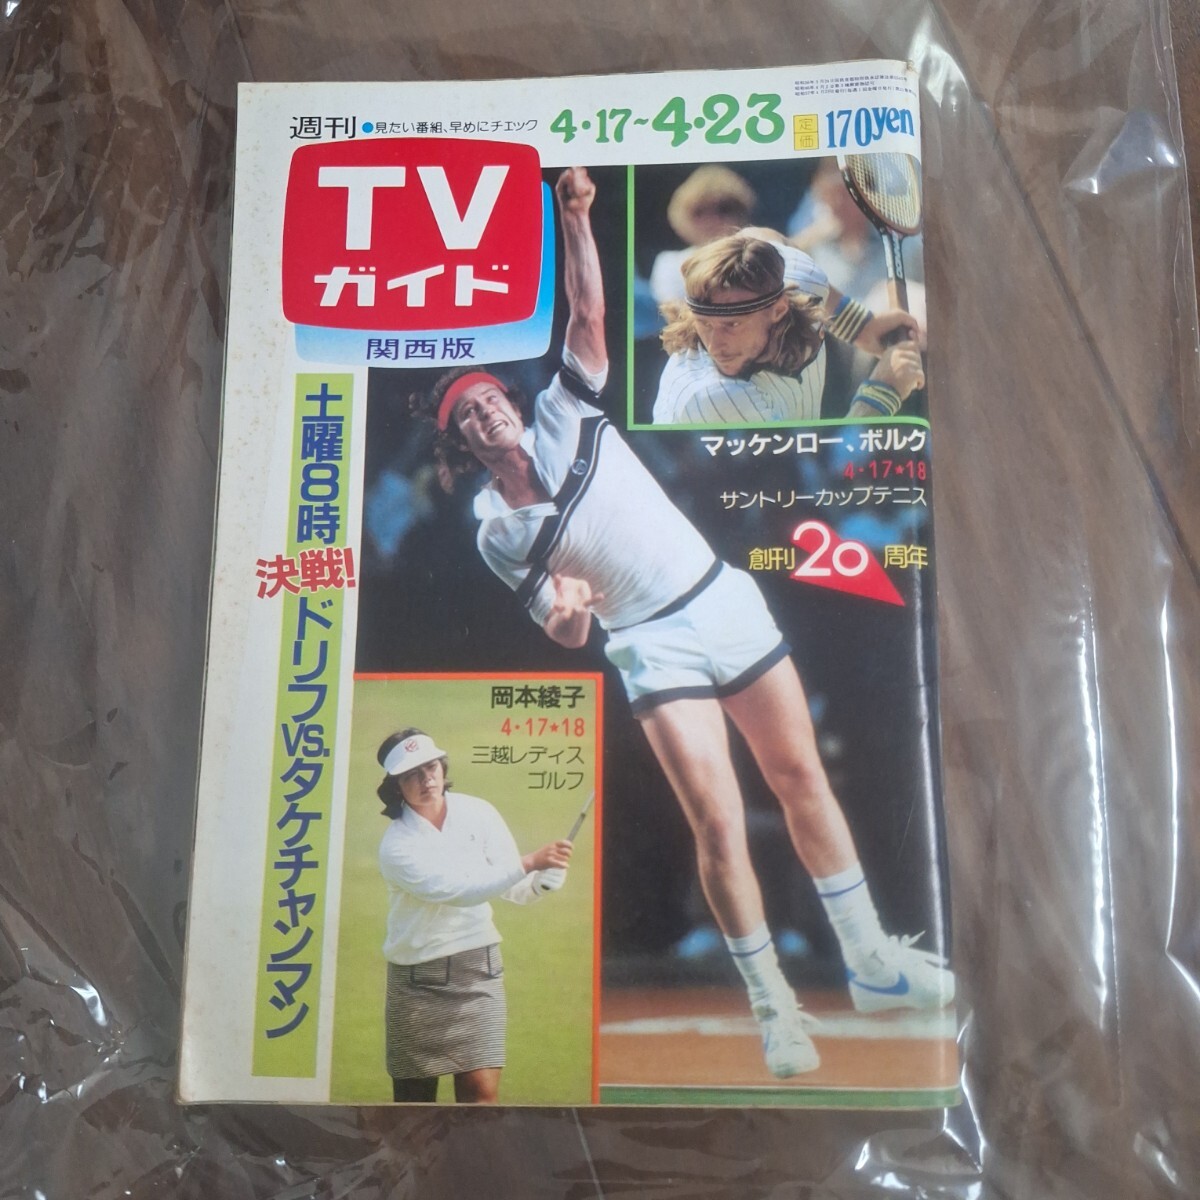 週刊 ●見たい番組、早めにチェック 4・17〜4・23 定価 170yen
TV
ガイド
関西版
土曜8時
決戦!
ドリフVS.タケチャンマン
マッケンロー、ボルグ
4・17★18
サントリーカップテニス
創刊20周年
岡本綾子
4・17★18
三越レディス
ゴルフ